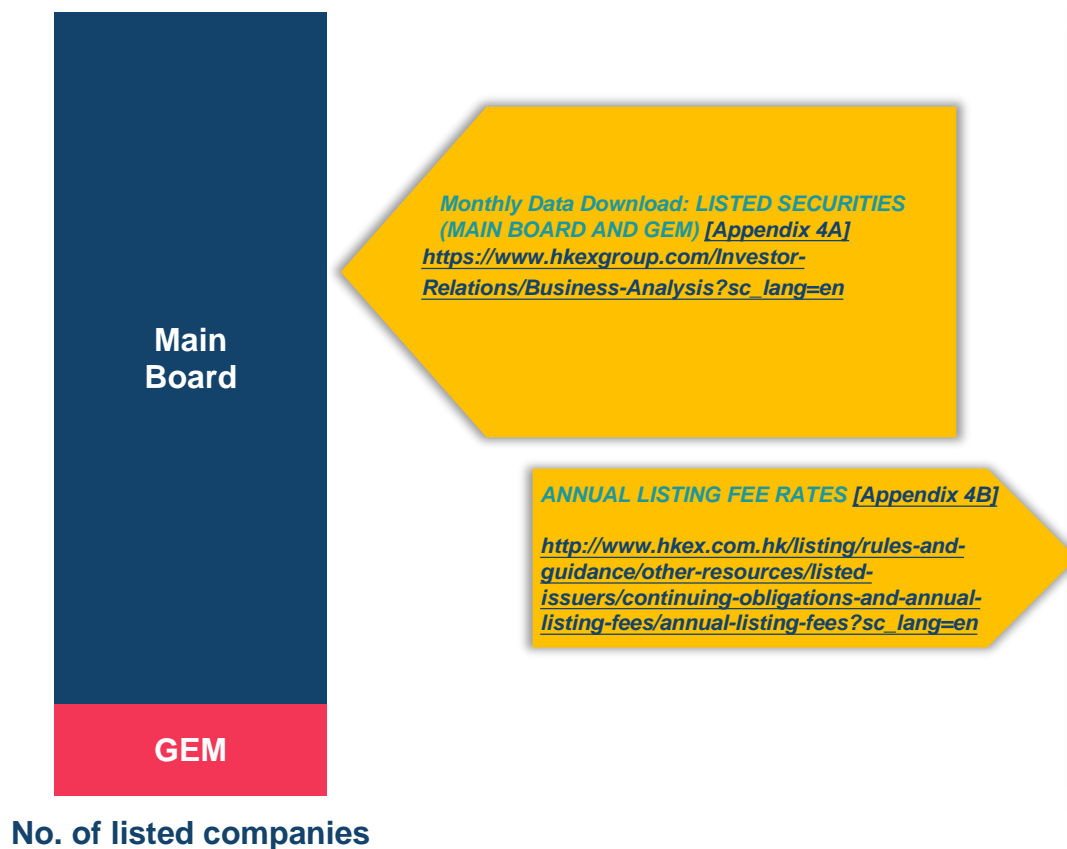 Main
Board
Monthly Data Download: LISTED SECURITIES
(MAIN BOARD AND GEM) [Appendix 4A]
https://www.hkexgroup.com/Investor-
Relations/Business-Analysis?sc_lang=en
ANNUAL LISTING FEE RATES [Appendix 4B]
http://www.hkex.com.hk/listing/rules-and-
guidance/other-resources/listed-
issuers/continuing-obligations-and-annual-
listing-fees/annual-listing-fees?sc_lang=en
GEM
No. of listed companies